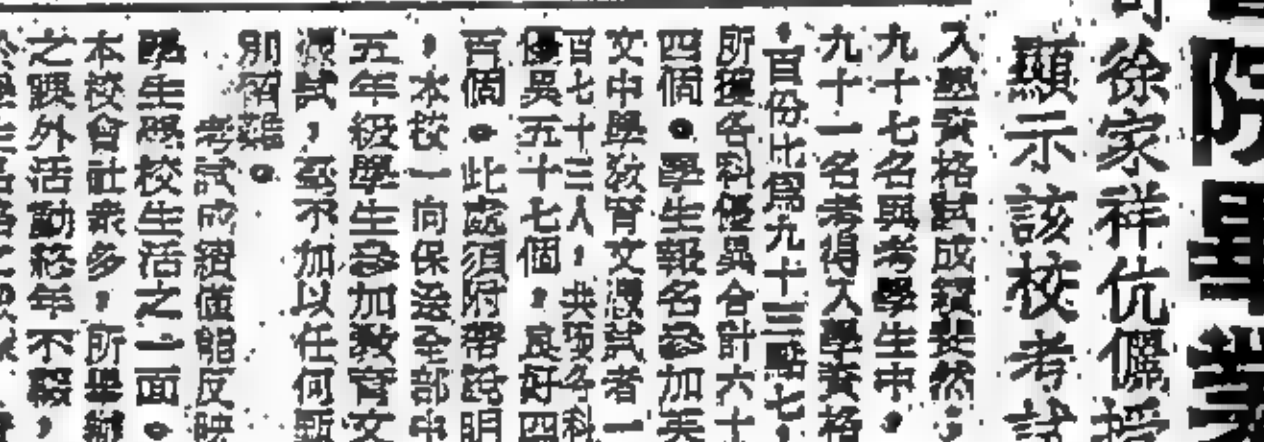 院畢業
徐家祥伉儷授
顯示該校考試
入學資格試成績斐然
九十七名與考學生中，
九十一名考得入學資格
，百份比爲九十三點七，
所獲各科優異合計六十
四個。學生報名參加英
文中學教育文憑試者一
百七十三人，共獲各科
優異五十七個，良好四
百個。此處須附帶說明
，本校一向保送全部中
五年級學生參加教育文
憑試，並不加以任何甄
別留難。
考試成績僅能反映
學生學校生活之一面。
本校會社衆多，所舉辦
之課外活動終年不輟，